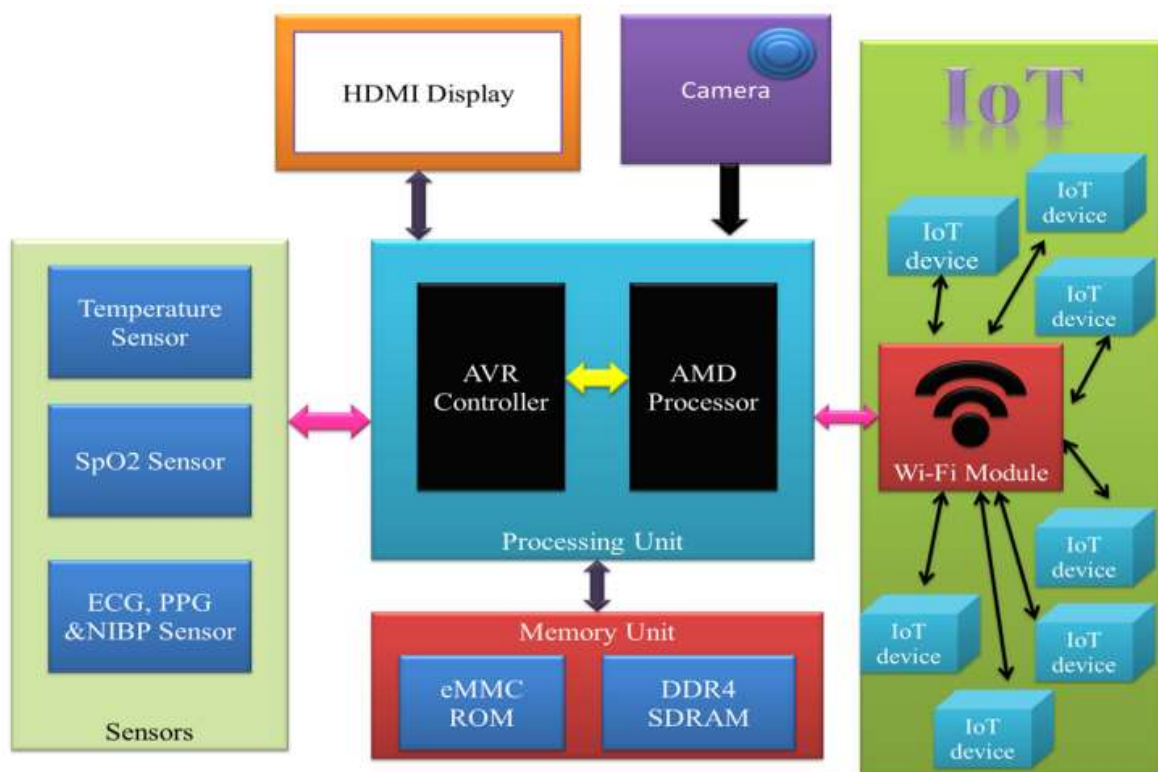 HDMI Display
Camera
IoT
Temperature
Sensor
SpO2 Sensor
ECG, PPG
&NIBP Sensor
Sensors
AVR
Controller
AMD
Processor
Processing Unit
Memory Unit
eMMC
ROM
DDR4
SDRAM
Wi-Fi Module
IoT
device
IoT
device
IoT
device
IoT
device
IoT
device
IoT
device
IoT
device